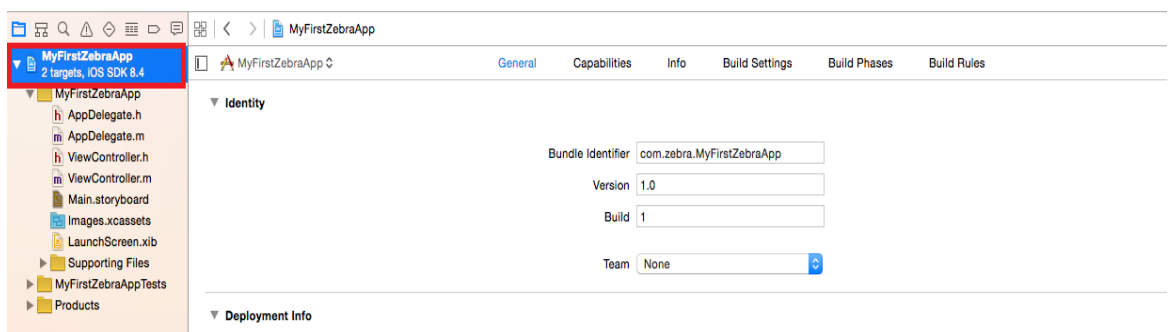 MyFirstZebraApp
MyFirstZebraApp
2 targets, iOS SDK 8.4
MyFirstZebraApp
h AppDelegate.h
m AppDelegate.m
h ViewController.h
m ViewController.m
Main.storyboard
Images.xcassets
LaunchScreen.xib
Supporting Files
MyFirstZebraAppTests
Products
MyFirstZebraApp General Capabilities Info Build Settings Build Phases Build Rules
Identity
Bundle Identifier com.zebra.MyFirstZebraApp
Version 1.0
Build 1
Team None
Deployment Info